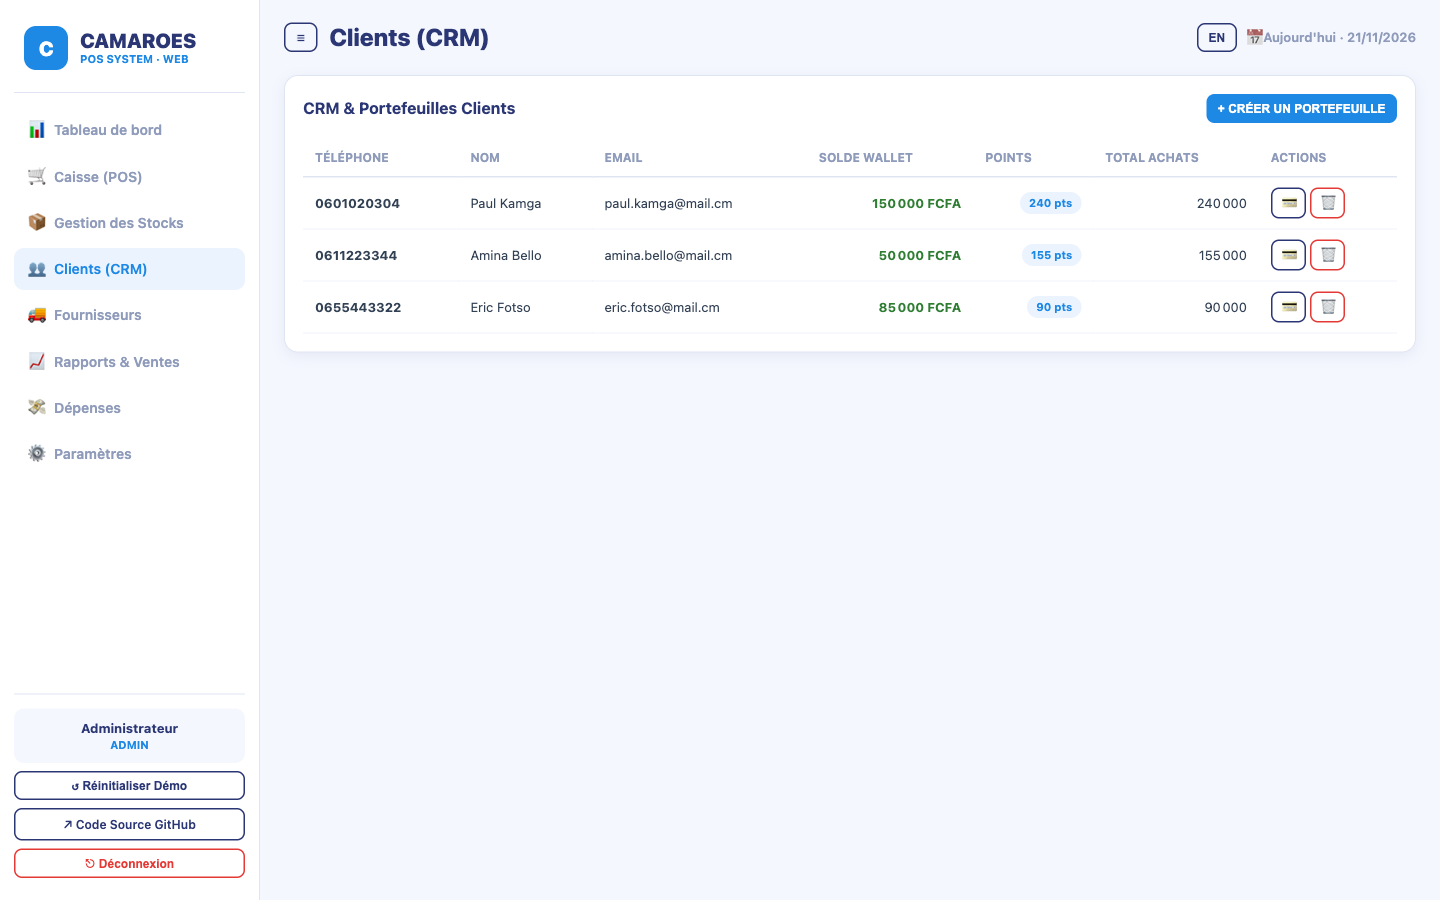 C
CAMAROES
POS SYSTEM · WEB
📊 Tableau de bord
🛒 Caisse (POS)
📦 Gestion des Stocks
👥 Clients (CRM)
🚚 Fournisseurs
📈 Rapports & Ventes
💸 Dépenses
⚙️ Paramètres
Administrateur
ADMIN
↺ Réinitialiser Démo
↗ Code Source GitHub
⎋ Déconnexion
≡ Clients (CRM)
EN 📅 Aujourd'hui · 21/11/2026
CRM & Portefeuilles Clients
+ CRÉER UN PORTEFEUILLE
TÉLÉPHONE NOM EMAIL SOLDE WALLET POINTS TOTAL ACHATS ACTIONS
0601020304 Paul Kamga paul.kamga@mail.cm 150 000 FCFA 240 pts 240 000
0611223344 Amina Bello amina.bello@mail.cm 50 000 FCFA 155 pts 155 000
0655443322 Eric Fotso eric.fotso@mail.cm 85 000 FCFA 90 pts 90 000